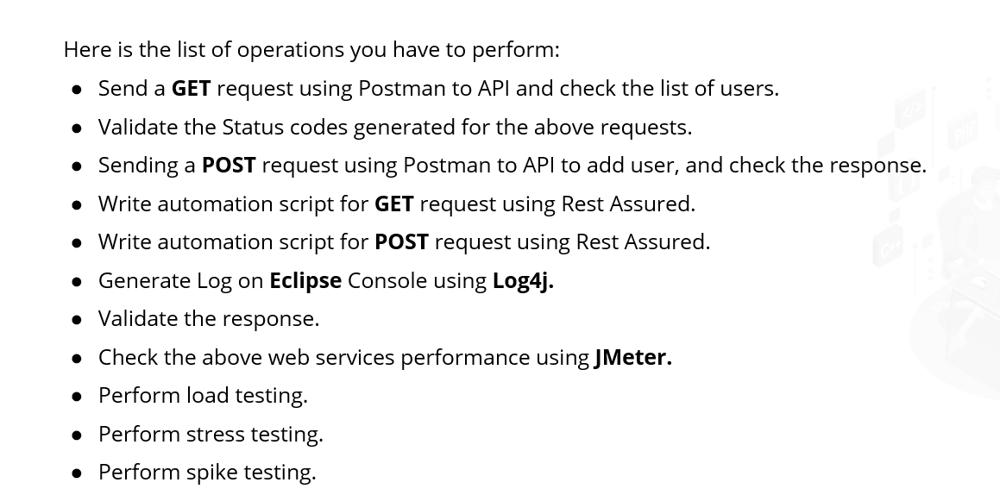 Here is the list of operations you have to perform:
● Send a GET request using Postman to API and check the list of users.
● Validate the Status codes generated for the above requests.
● Sending a POST request using Postman to API to add user, and check the response.
● Write automation script for GET request using Rest Assured.
● Write automation script for POST request using Rest Assured.
● Generate Log on Eclipse Console using Log4j.
● Validate the response.
● Check the above web services performance using JMeter.
● Perform load testing.
● Perform stress testing.
● Perform spike testing.